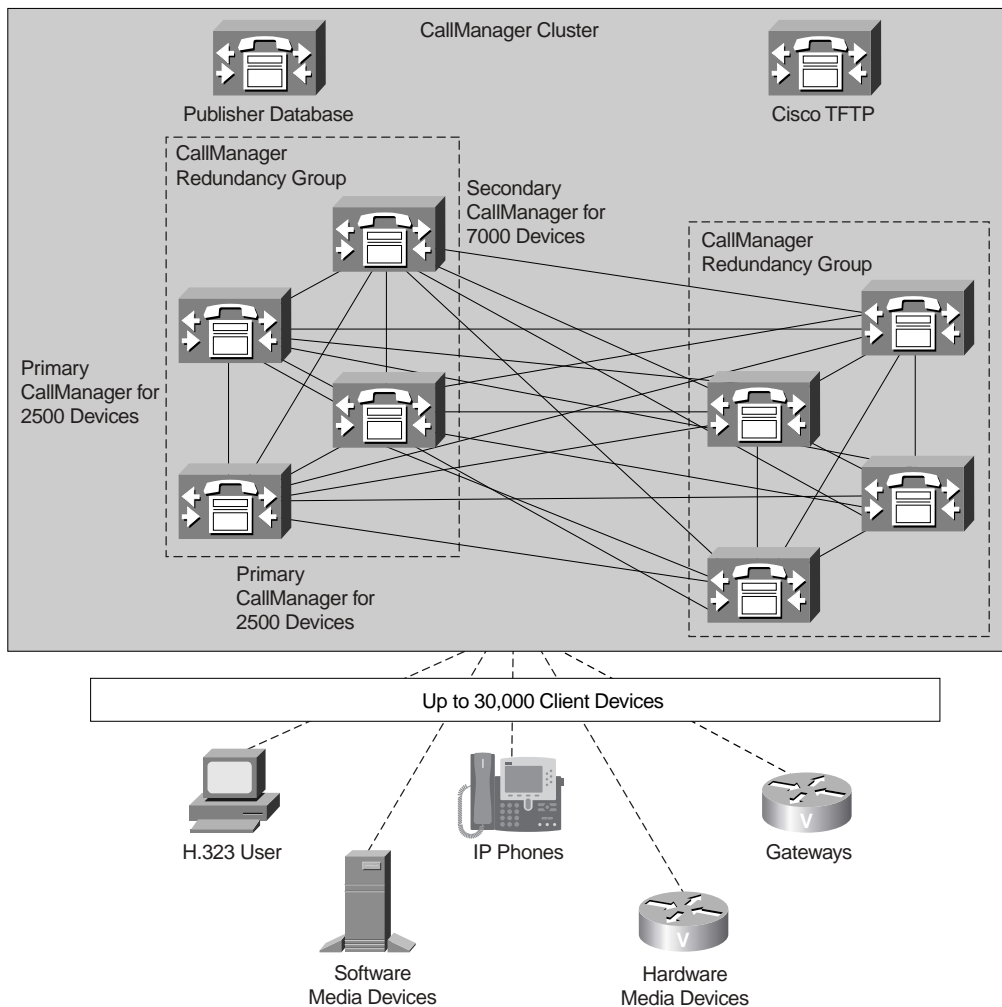 CallManager Cluster
Publisher Database
Cisco TFTP
CallManager
Redundancy Group
Secondary
CallManager for
7000 Devices
CallManager
Redundancy Group
Primary
CallManager for
2500 Devices
Primary
CallManager for
2500 Devices
Up to 30,000 Client Devices
H.323 User
IP Phones
V
Gateways
Software
Media Devices
V
Hardware
Media Devices